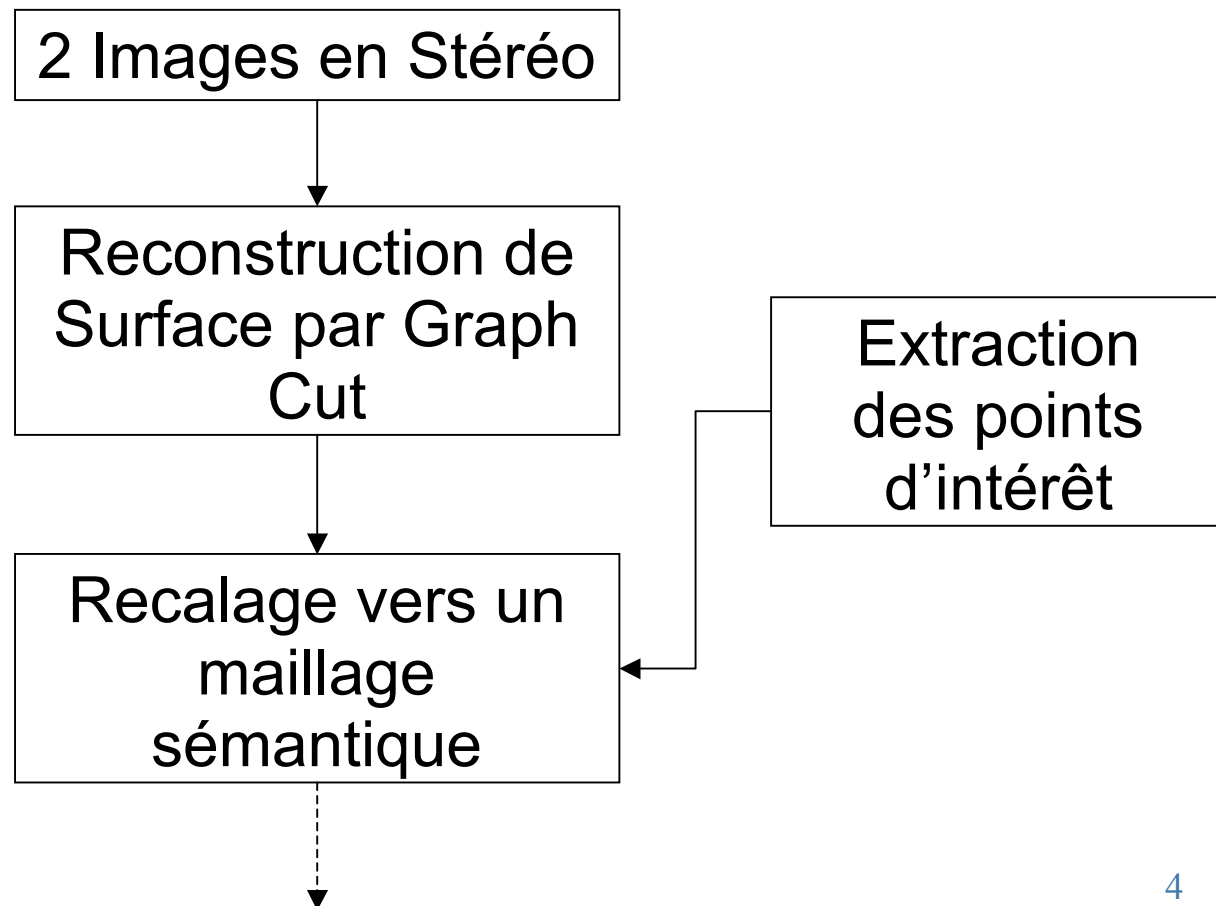 2 Images en Stéréo
Reconstruction de
Surface par Graph
Cut
Extraction
des points
d’intérêt
Recalage vers un
maillage
sémantique
4